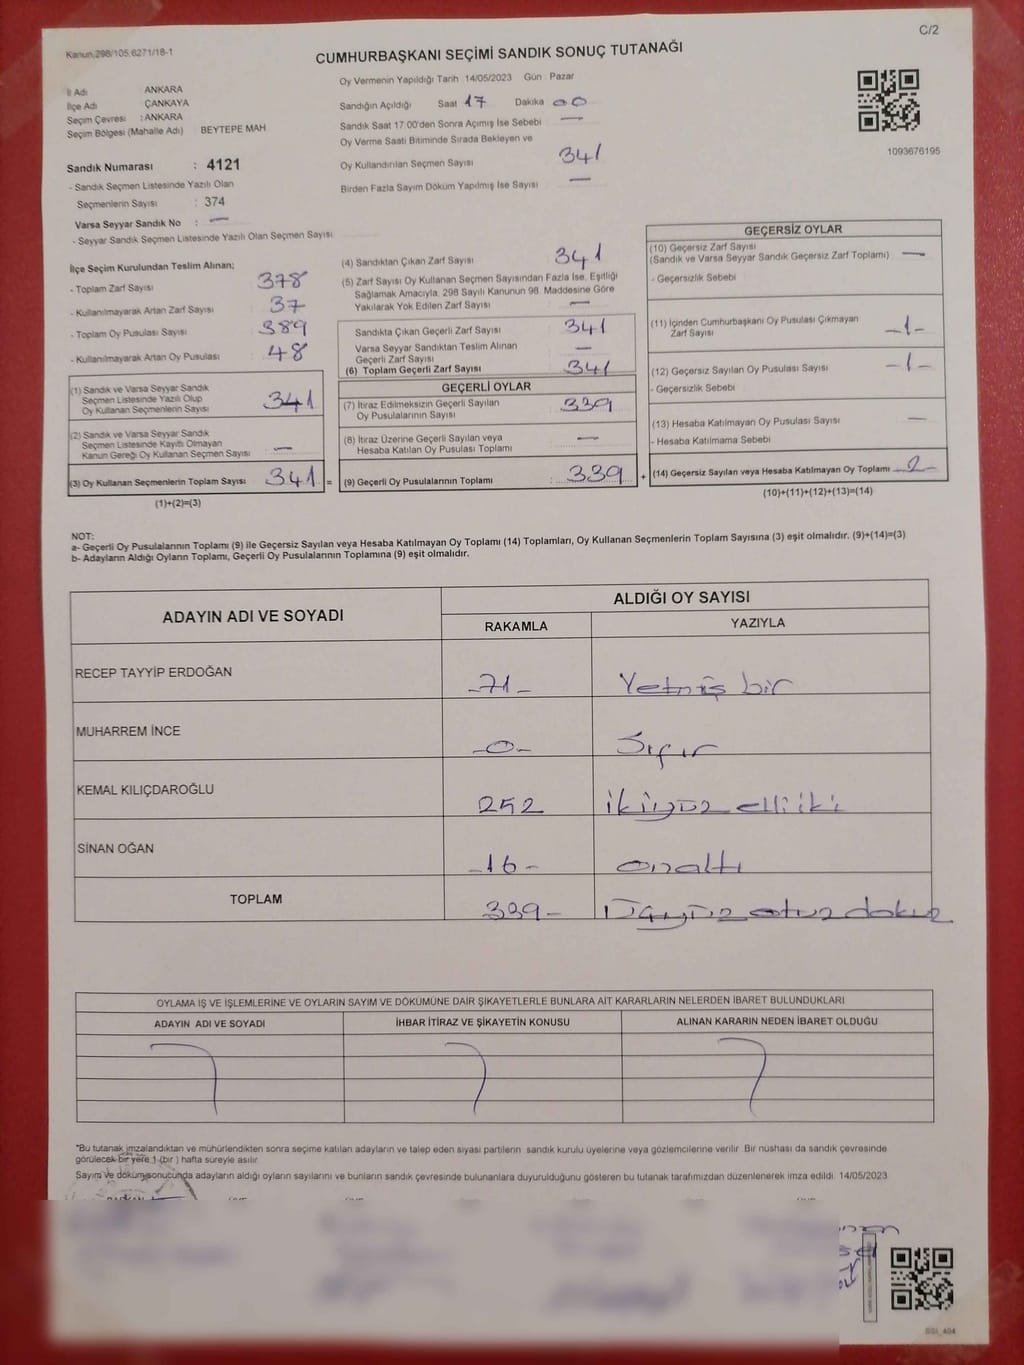 Kanun:298/105,6271/18-1
C/2
CUMHURBAŞKANI SEÇİMİ SANDIK SONUÇ TUTANAĞI
İl Adı ANKARA
İlçe Adı ÇANKAYA
Seçim Çevresi : ANKARA
Seçim Bölgesi (Mahalle Adı) BEYTEPE MAH
Sandık Numarası : 4121
- Sandık Seçmen Listesinde Yazılı Olan
Seçmenlerin Sayısı : 374
Varsa Seyyar Sandık No : —
- Seyyar Sandık Seçmen Listesinde Yazılı Olan Seçmen Sayısı
Oy Vermenin Yapıldığı Tarih 14/05/2023 Gün Pazar
Sandığın Açıldığı Saat 17 Dakika 00
Sandık Saat 17:00'den Sonra Açımış İse Sebebi —
Oy Verme Saati Bitiminde Sırada Bekleyen ve
Oy Kullandırılan Seçmen Sayısı 341
Birden Fazla Sayım Döküm Yapılmış İse Sayısı —
1093676195
İlçe Seçim Kurulundan Teslim Alınan;
- Toplam Zarf Sayısı : 378
- Kullanılmayarak Artan Zarf Sayısı : 37
- Toplam Oy Pusulası Sayısı : 389
- Kullanılmayarak Artan Oy Pusulası : 48
(1) Sandık ve Varsa Seyyar Sandık
Seçmen Listesinde Yazılı Olup
Oy Kullanan Seçmenlerin Sayısı 341
(2) Sandık ve Varsa Seyyar Sandık
Seçmen Listesinde Kayıtlı Olmayan
Kanun Gereği Oy Kullanan Seçmen Sayısı —
(3) Oy Kullanan Seçmenlerin Toplam Sayısı 341 =
(1)+(2)=(3)
(4) Sandıktan Çıkan Zarf Sayısı 341
(5) Zarf Sayısı Oy Kullanan Seçmen Sayısından Fazla İse, Eşitliği
Sağlamak Amacıyla, 298 Sayılı Kanunun 98. Maddesine Göre
Yakılarak Yok Edilen Zarf Sayısı —
Sandıkta Çıkan Geçerli Zarf Sayısı 341
Varsa Seyyar Sandıktan Teslim Alınan
Geçerli Zarf Sayısı —
(6) Toplam Geçerli Zarf Sayısı 341
GEÇERLİ OYLAR
(7) İtiraz Edilmeksizin Geçerli Sayılan
Oy Pusulalarının Sayısı 339
(8) İtiraz Üzerine Geçerli Sayılan veya
Hesaba Katılan Oy Pusulası Toplamı —
(9) Geçerli Oy Pusulalarının Toplamı : 339 +
GEÇERSİZ OYLAR
(10) Geçersiz Zarf Sayısı
(Sandık ve Varsa Seyyar Sandık Geçersiz Zarf Toplamı) —
- Geçersizlik Sebebi
(11) İçinden Cumhurbaşkanı Oy Pusulası Çıkmayan
Zarf Sayısı -1-
(12) Geçersiz Sayılan Oy Pusulası Sayısı -1-
- Geçersizlik Sebebi
(13) Hesaba Katılmayan Oy Pusulası Sayısı —
- Hesaba Katılmama Sebebi
(14) Geçersiz Sayılan veya Hesaba Katılmayan Oy Toplamı -2-
(10)+(11)+(12)+(13)=(14)
NOT:
a- Geçerli Oy Pusulalarının Toplamı (9) ile Geçersiz Sayılan veya Hesaba Katılmayan Oy Toplamı (14) Toplamları, Oy Kullanan Seçmenlerin Toplam Sayısına (3) eşit olmalıdır. (9)+(14)=(3)
b- Adayların Aldığı Oyların Toplamı, Geçerli Oy Pusulalarının Toplamına (9) eşit olmalıdır.
ADAYIN ADI VE SOYADI ALDIĞI OY SAYISI
RAKAMLA YAZIYLA
RECEP TAYYİP ERDOĞAN -71- Yetmiş bir
MUHARREM İNCE -0- Sıfır
KEMAL KILIÇDAROĞLU 252 ikiyüz elli iki
SİNAN OĞAN -16- onaltı
TOPLAM 339- Üçyüz otuz dokuz
OYLAMA İŞ VE İŞLEMLERİNE VE OYLARIN SAYIM VE DÖKÜMÜNE DAİR ŞİKAYETLERLE BUNLARA AİT KARARLARIN NELERDEN İBARET BULUNDUKLARI
ADAYIN ADI VE SOYADI İHBAR İTİRAZ VE ŞİKAYETİN KONUSU ALINAN KARARIN NEDEN İBARET OLDUĞU
*Bu tutanak imzalandıktan ve mühürlendikten sonra seçime katılan adayların ve talep eden siyasi partilerin sandık kurulu üyelerine veya gözlemcilerine verilir. Bir nüshası da sandık çevresinde
görülecek bir yere 1 (bir ) hafta süreyle asılır.
Sayım ve döküm sonucunda adayların aldığı oyların sayılarını ve bunların sandık çevresinde bulunanlara duyurulduğunu gösteren bu tutanak tarafımızdan düzenlenerek imza edildi. 14/05/2023